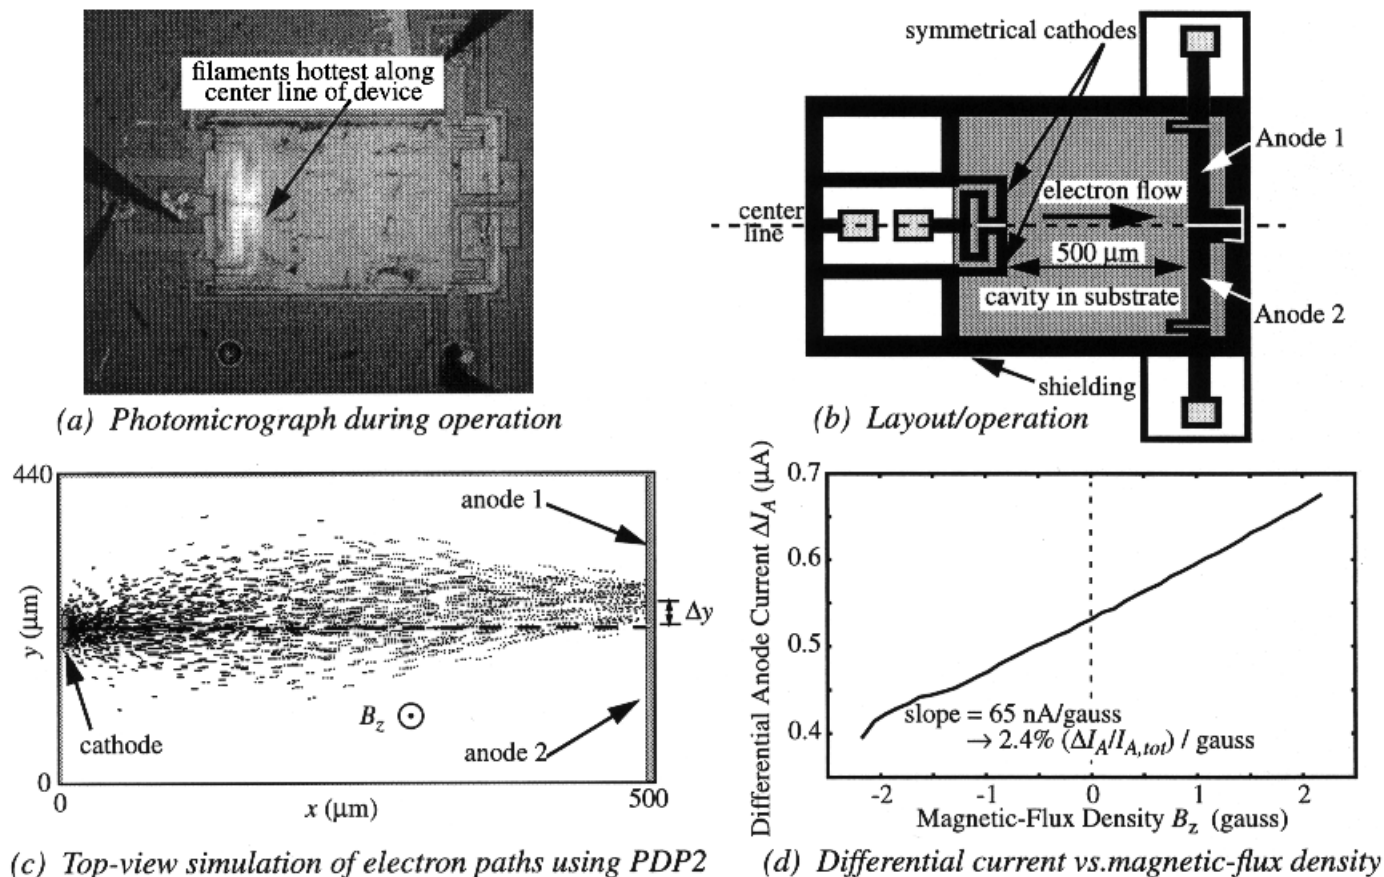 filaments hottest along
center line of device
(a) Photomicrograph during operation
symmetrical cathodes
Anode 1
electron flow
center
line
500 µm
cavity in substrate
Anode 2
shielding
(b) Layout/operation
440
anode 1
y (µm)
Δy
B_z
cathode
anode 2
0
0
x (µm)
500
(c) Top-view simulation of electron paths using PDP2
Differential Anode Current ΔI_A (µA)
0.7
0.6
0.5
0.4
slope = 65 nA/gauss
→ 2.4% (ΔI_A/I_A,tot) / gauss
-2
-1
0
1
2
Magnetic-Flux Density B_z (gauss)
(d) Differential current vs.magnetic-flux density